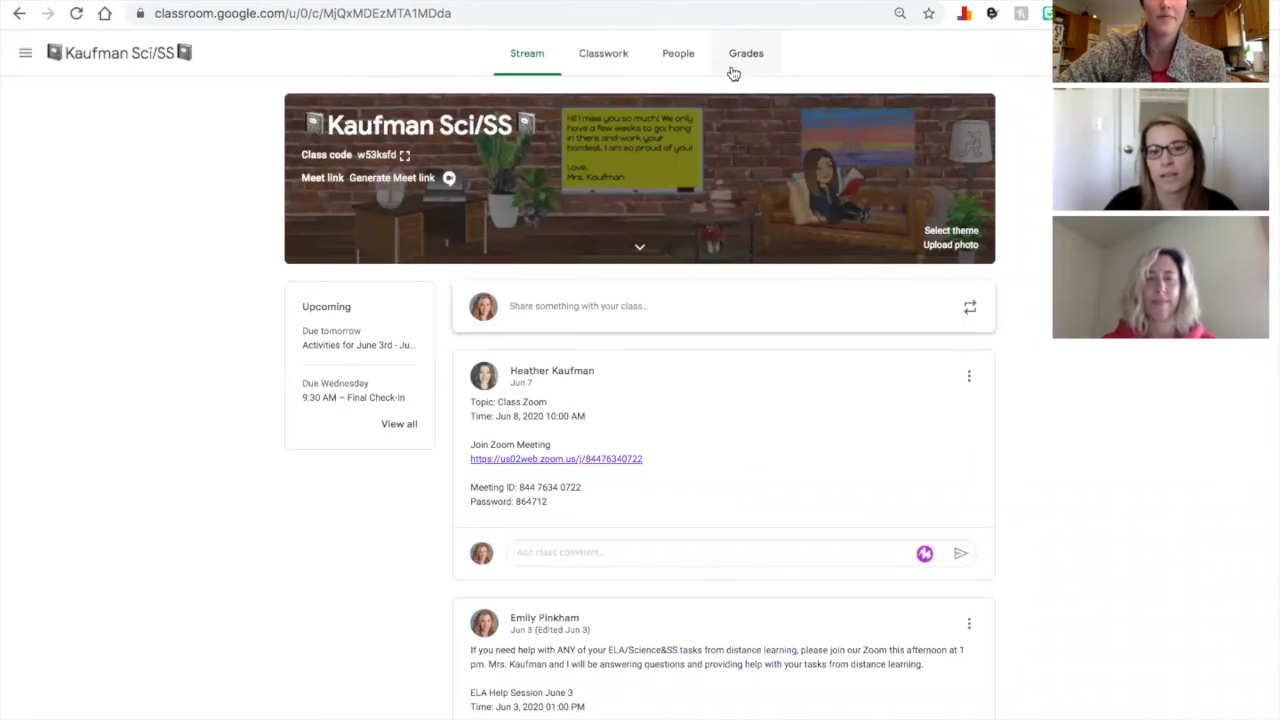 classroom.google.com/u/0/c/MjQxMDEzMTA1MDda
Kaufman Sci/SS
Stream
Classwork
People
Grades
Kaufman Sci/SS
Class code w53ksfd
Meet link Generate Meet link
Hi! I miss you so much! We only
have a few weeks to go; hang
in there and work your
hardest. I am so proud of you!
Love,
Mrs. Kaufman
Select theme
Upload photo
Upcoming
Due tomorrow
Activities for June 3rd - Ju...
Due Wednesday
9:30 AM – Final Check-in
View all
Share something with your class...
Heather Kaufman
Jun 7
Topic: Class Zoom
Time: Jun 8, 2020 10:00 AM
Join Zoom Meeting
https://us02web.zoom.us/j/84476340722
Meeting ID: 844 7634 0722
Password: 864712
Add class comment...
Emily Pinkham
Jun 3 (Edited Jun 3)
If you need help with ANY of your ELA/Science&SS tasks from distance learning, please join our Zoom this afternoon at 1
pm. Mrs. Kaufman and I will be answering questions and providing help with your tasks from distance learning.
ELA Help Session June 3
Time: Jun 3, 2020 01:00 PM